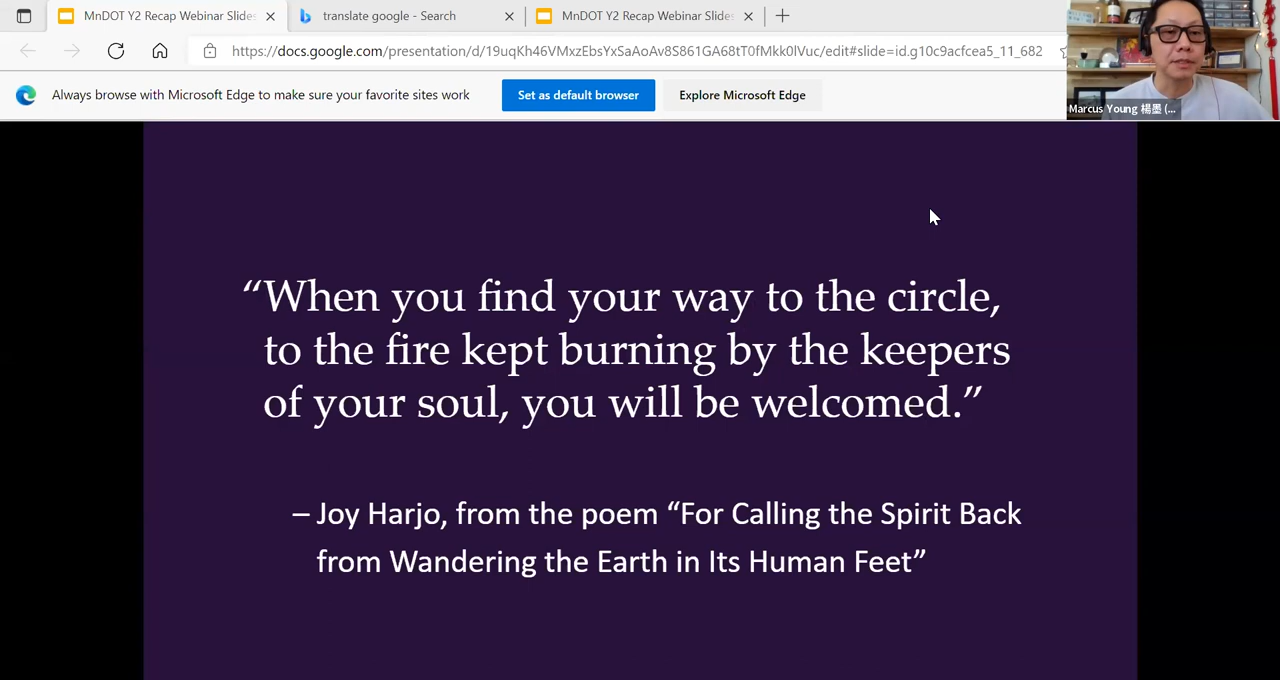 MnDOT Y2 Recap Webinar Slides
translate google - Search
MnDOT Y2 Recap Webinar Slides
https://docs.google.com/presentation/d/19uqKh46VMxzEbsYxSaAoAv8S861GA68tT0fMkk0lVuc/edit#slide=id.g10c9acfcea5_11_682
Always browse with Microsoft Edge to make sure your favorite sites work
Set as default browser
Explore Microsoft Edge
Marcus Young 楊墨 (...
“When you find your way to the circle,
to the fire kept burning by the keepers
of your soul, you will be welcomed.”
– Joy Harjo, from the poem “For Calling the Spirit Back
from Wandering the Earth in Its Human Feet”